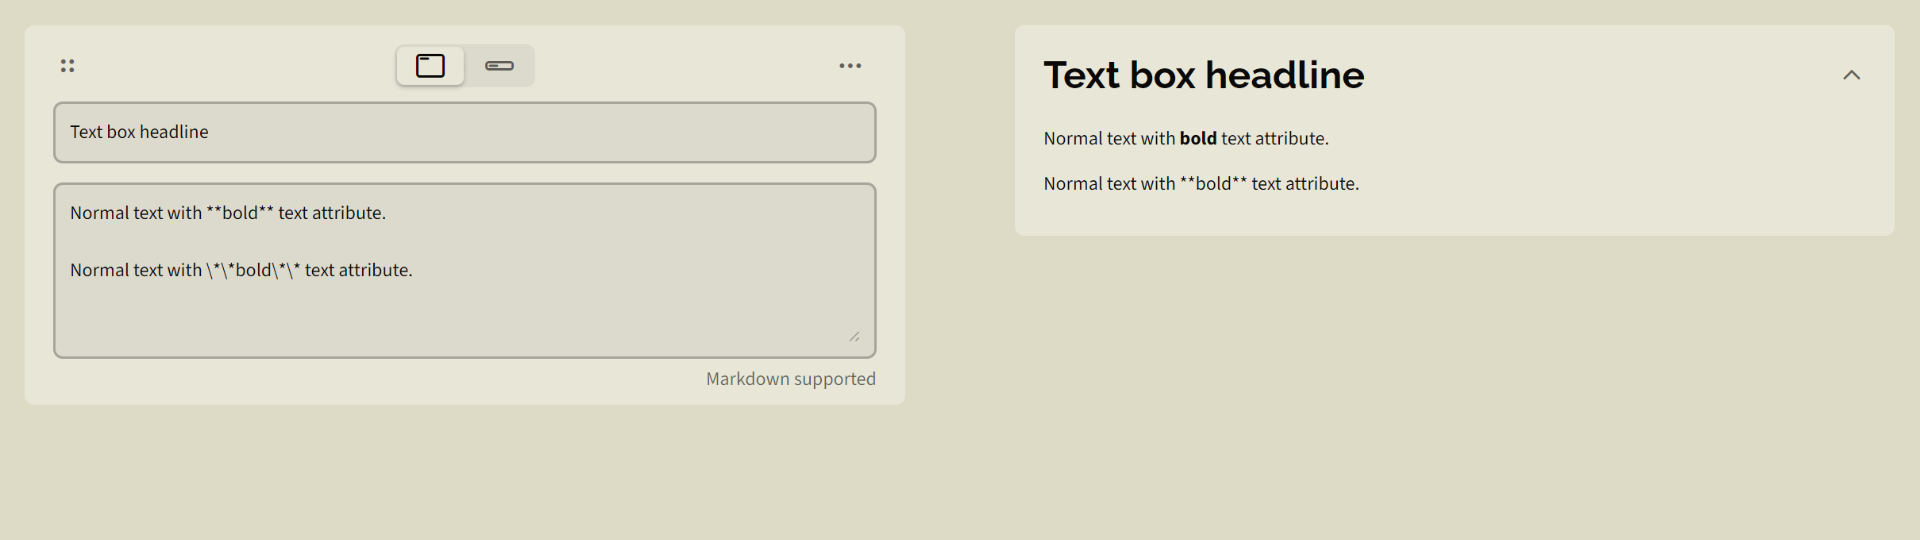 Text box headline
Normal text with **bold** text attribute.
Normal text with \*\*bold\*\* text attribute.
Markdown supported
Text box headline
Normal text with bold text attribute.
Normal text with **bold** text attribute.